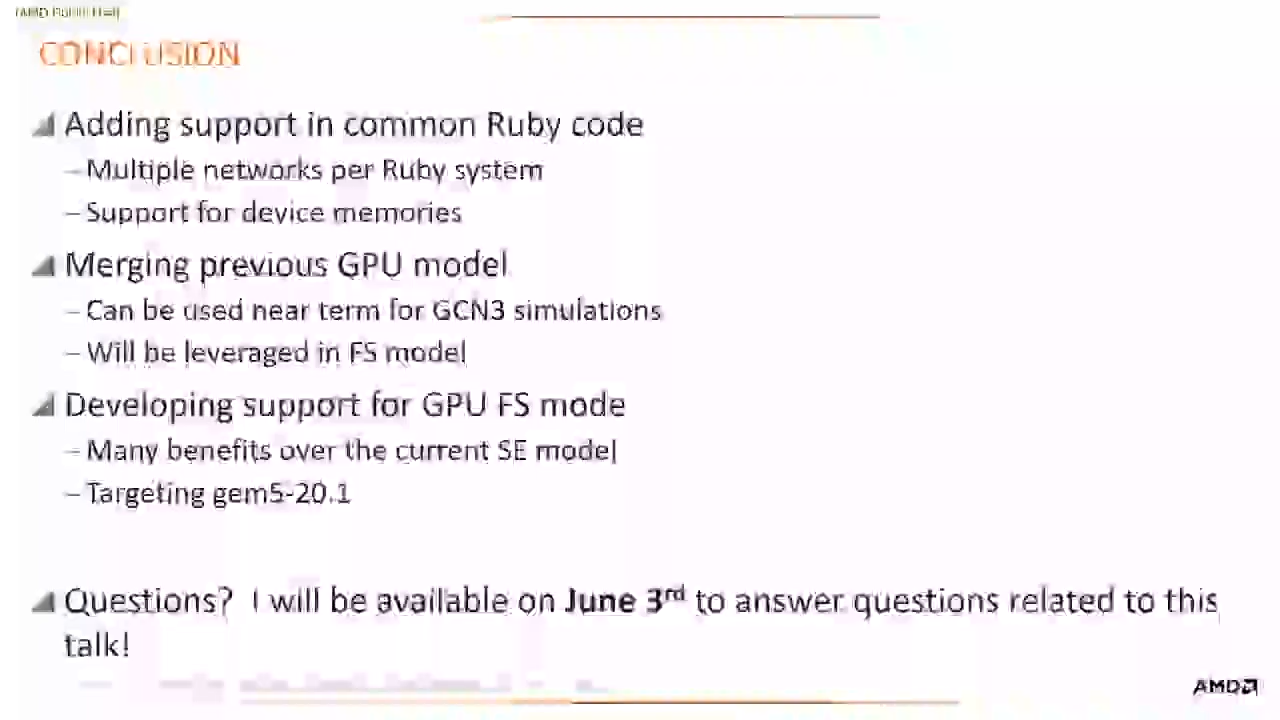 CONCLUSION
Adding support in common Ruby code
– Multiple networks per Ruby system
– Support for device memories
Merging previous GPU model
– Can be used near term for GCN3 simulations
– Will be leveraged in FS model
Developing support for GPU FS mode
– Many benefits over the current SE model
– Targeting gem5-20.1
Questions? I will be available on June 3rd to answer questions related to this
talk!
AMD